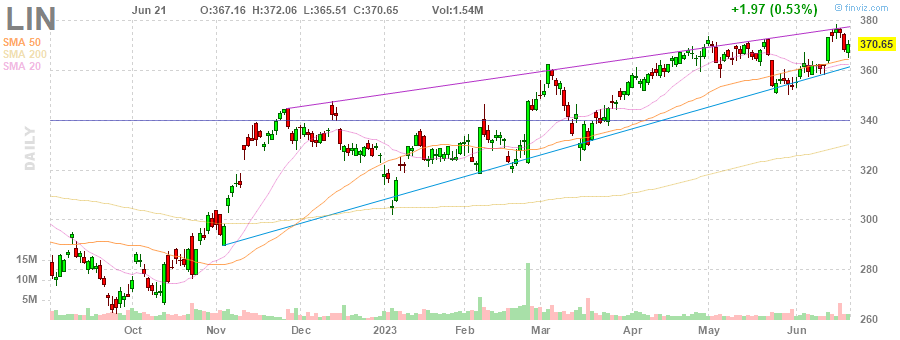 LIN
Jun 21 O:367.16 H:372.06 L:365.51 C:370.65 Vol:1.54M +1.97 (0.53%)
© finviz.com
SMA 50
SMA 200
SMA 20
DAILY
380
370.65
360
340
320
300
280
260
15M
10M
5M
Oct Nov Dec 2023 Feb Mar Apr May Jun